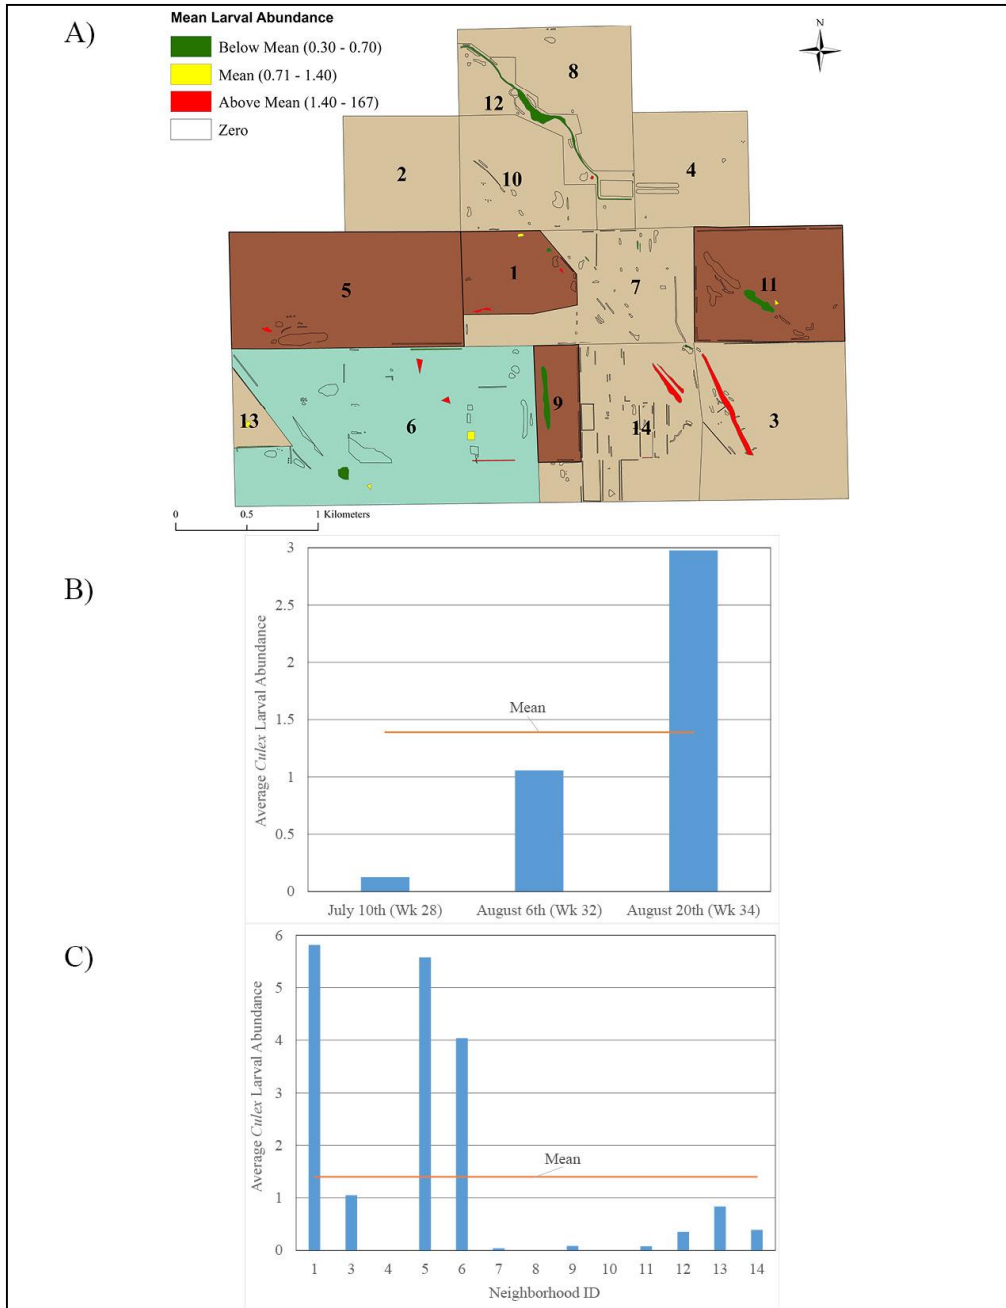 A)
Mean Larval Abundance
Below Mean (0.30 - 0.70)
Mean (0.71 - 1.40)
Above Mean (1.40 - 167)
Zero
N
8
12
2
10
4
5
1
7
11
13
6
9
14
3
0 0.5 1 Kilometers
B)
Average Culex Larval Abundance
3
2.5
2
1.5
1
0.5
0
Mean
July 10th (Wk 28) August 6th (Wk 32) August 20th (Wk 34)
C)
Average Culex Larval Abundance
6
5
4
3
2
1
0
Mean
1 3 4 5 6 7 8 9 10 11 12 13 14
Neighborhood ID